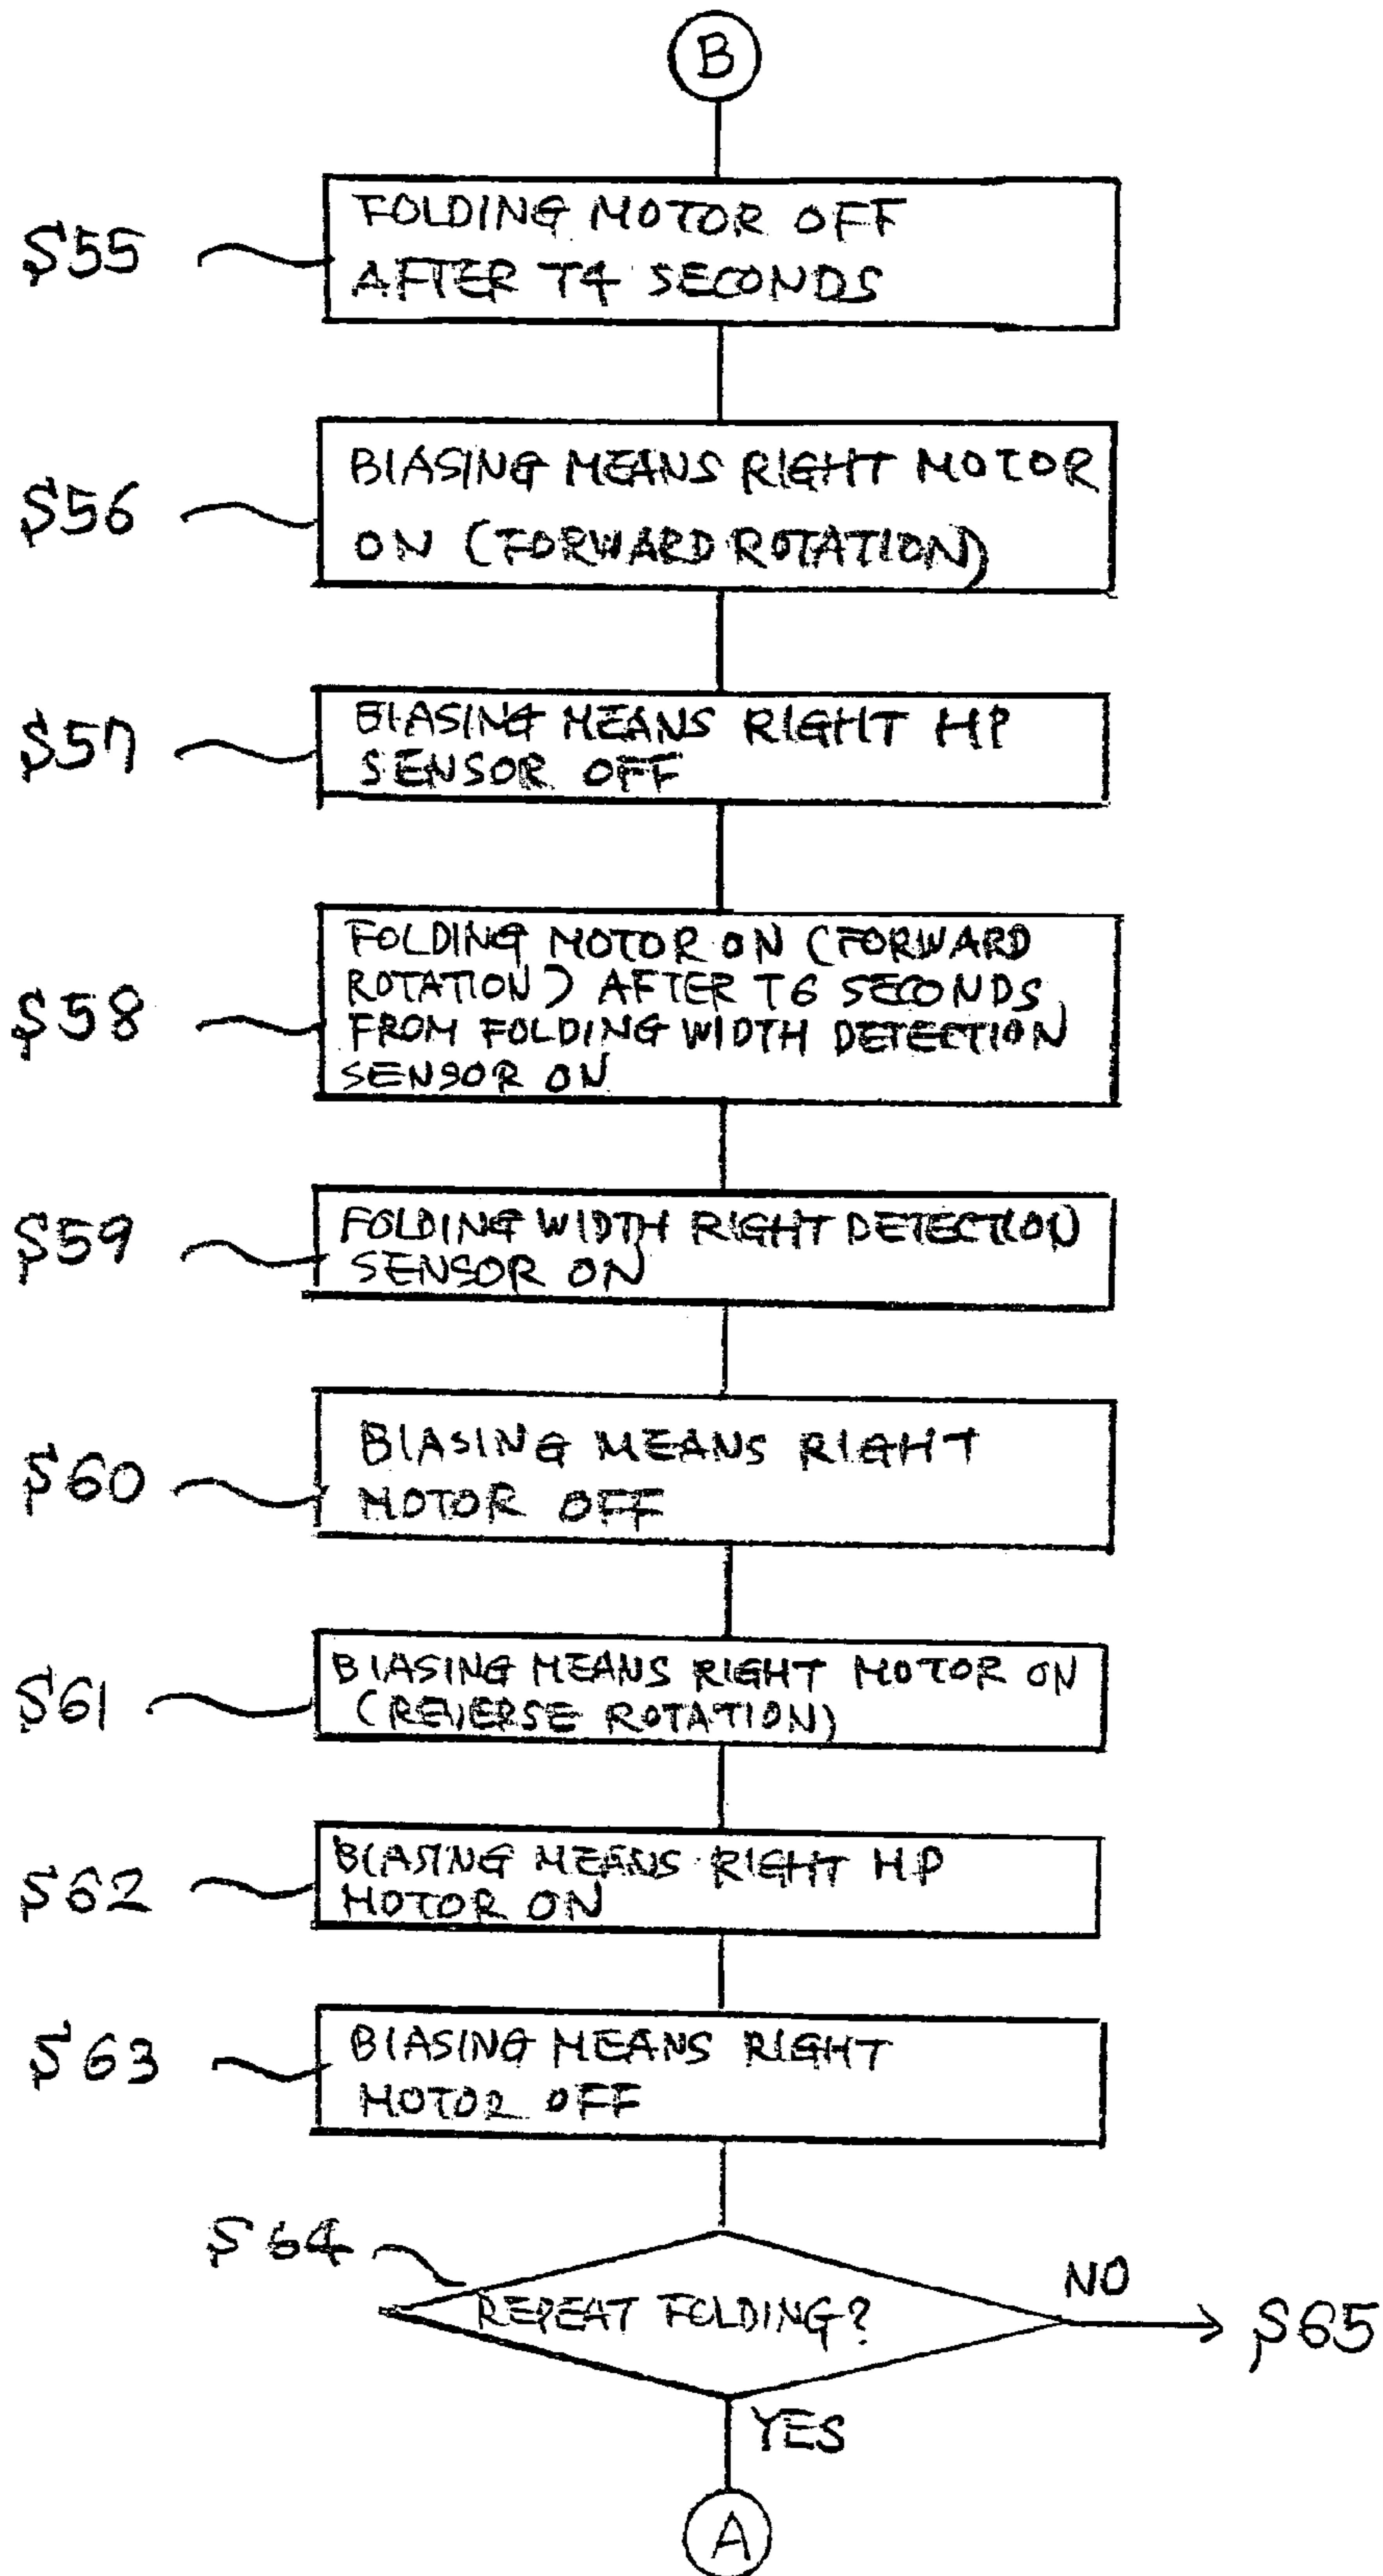 B
S55
FOLDING MOTOR OFF
AFTER T4 SECONDS
S56
BIASING MEANS RIGHT MOTOR
ON (FORWARD ROTATION)
S57
BIASING MEANS RIGHT HP
SENSOR OFF
S58
FOLDING MOTOR ON (FORWARD
ROTATION) AFTER T6 SECONDS
FROM FOLDING WIDTH DETECTION
SENSOR ON
S59
FOLDING WIDTH RIGHT DETECTION
SENSOR ON
S60
BIASING MEANS RIGHT
MOTOR OFF
S61
BIASING MEANS RIGHT MOTOR ON
(REVERSE ROTATION)
S62
BIASING MEANS RIGHT HP
MOTOR ON
S63
BIASING MEANS RIGHT
MOTOR OFF
S64
REPEAT FOLDING?
NO
S65
YES
A